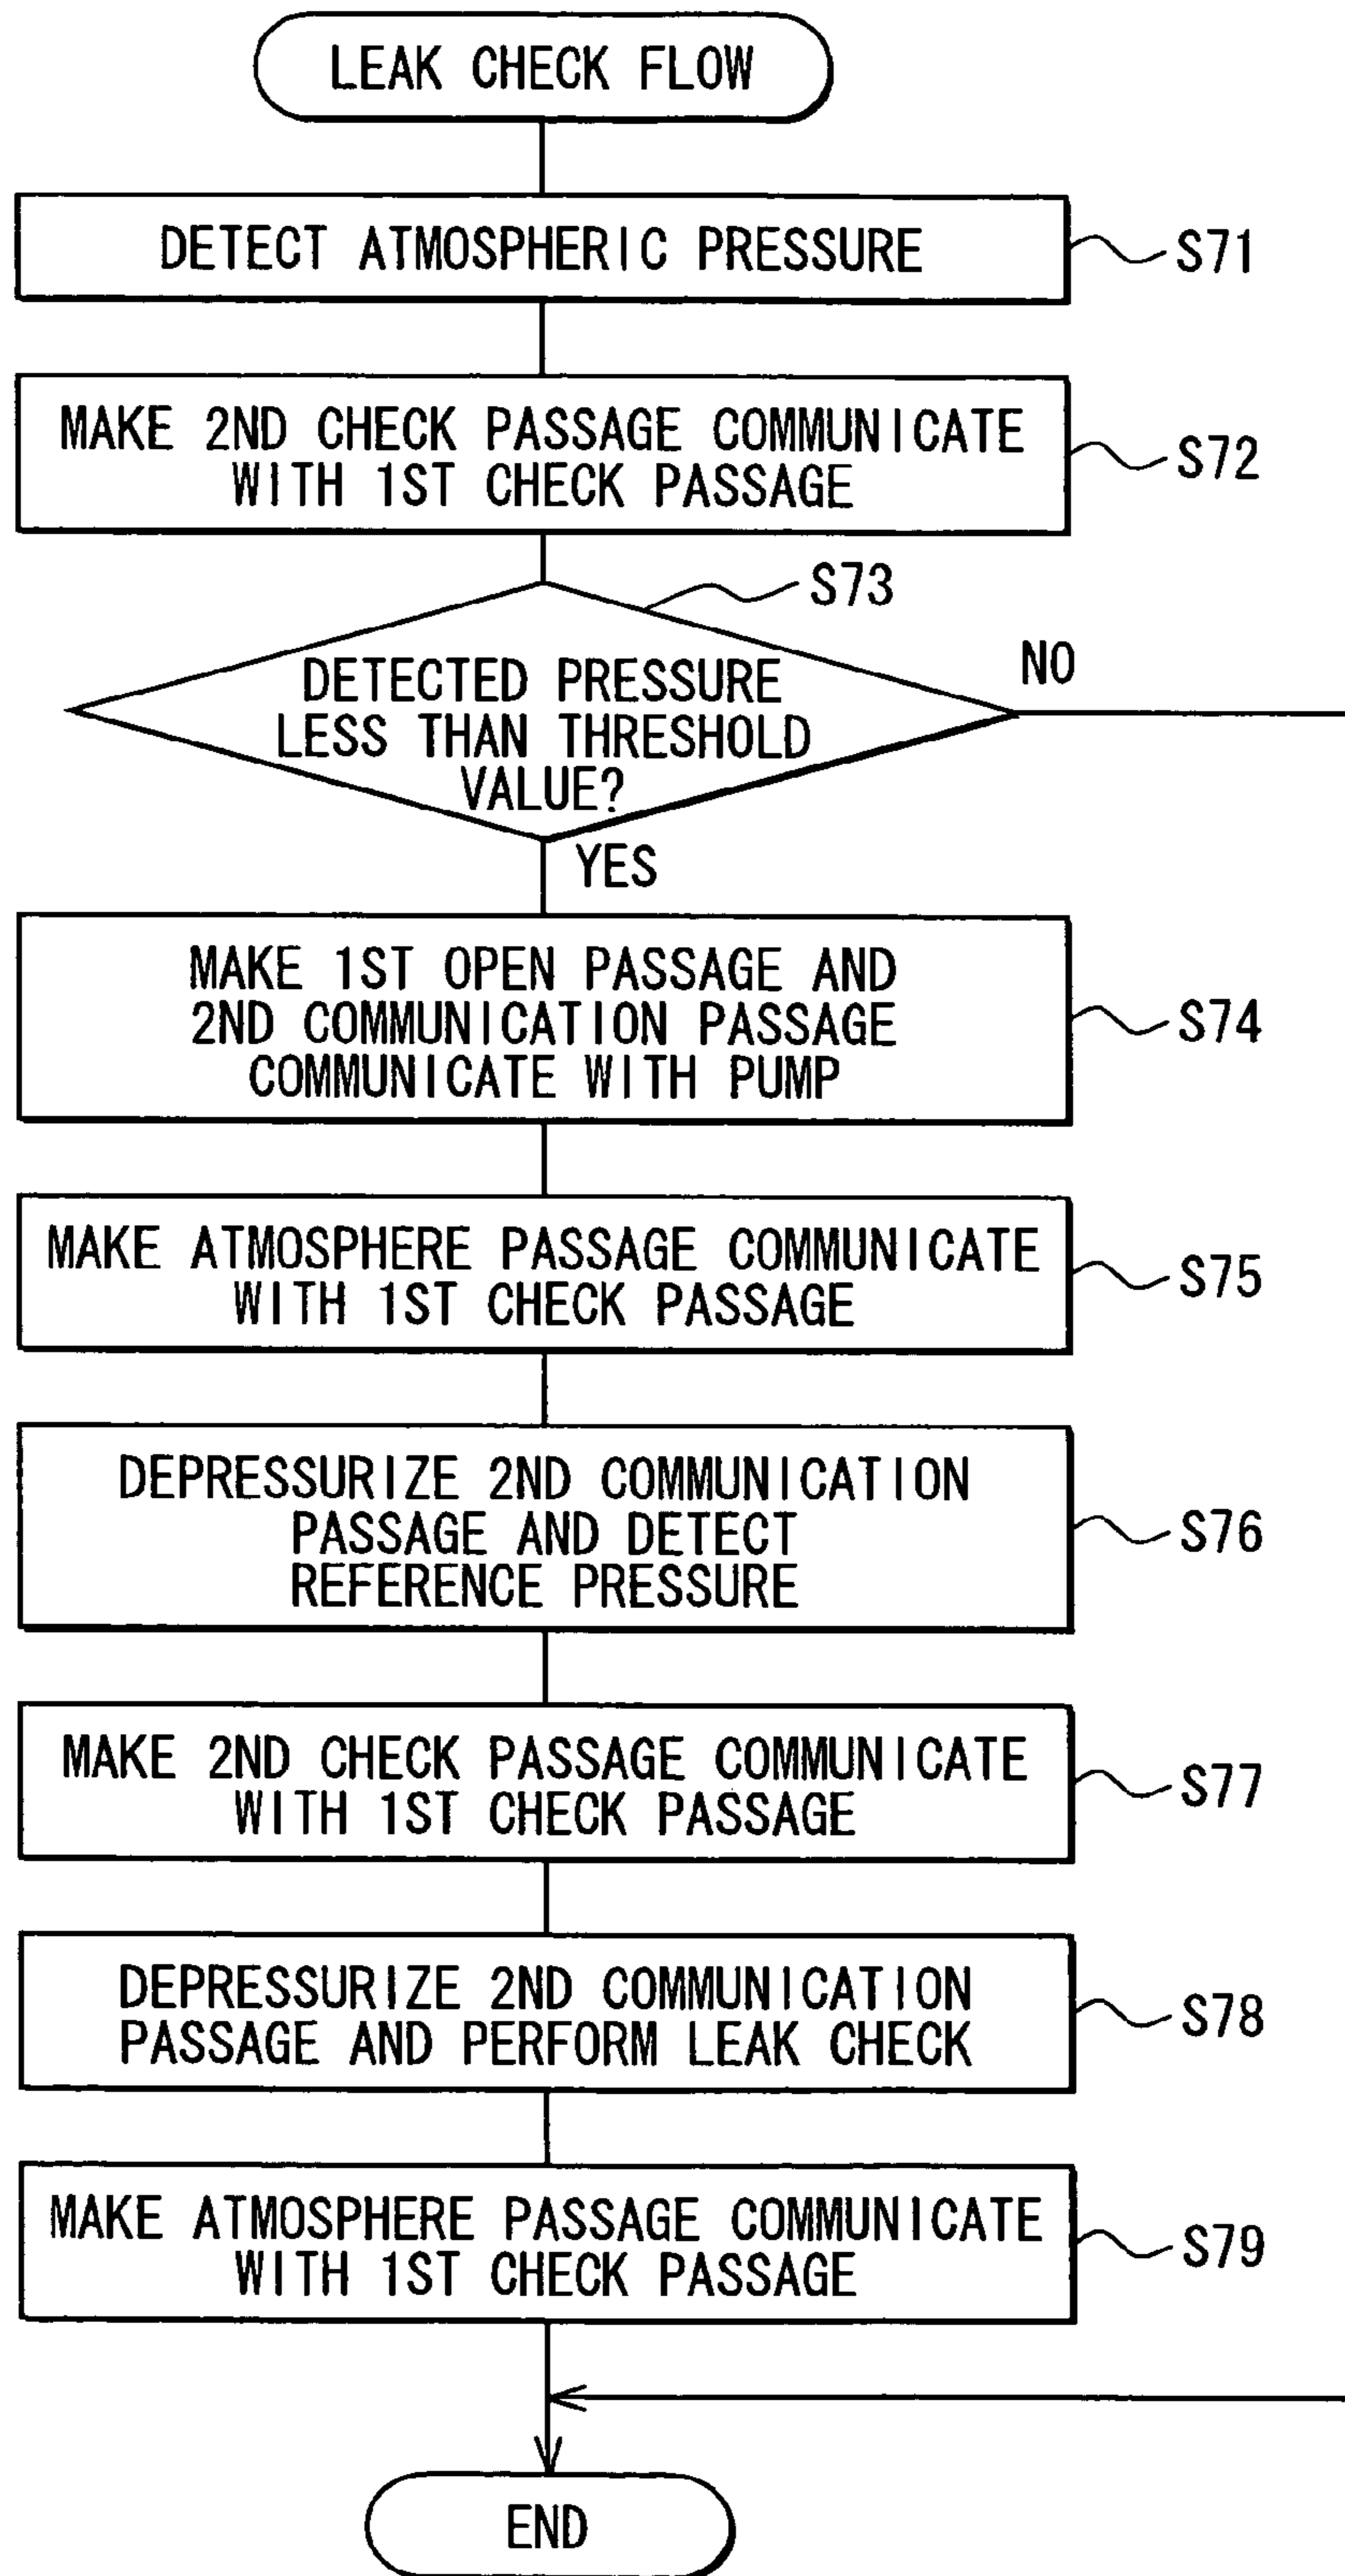 LEAK CHECK FLOW
DETECT ATMOSPHERIC PRESSURE
S71
MAKE 2ND CHECK PASSAGE COMMUNICATE
WITH 1ST CHECK PASSAGE
S72
S73
DETECTED PRESSURE
LESS THAN THRESHOLD
VALUE?
NO
YES
MAKE 1ST OPEN PASSAGE AND
2ND COMMUNICATION PASSAGE
COMMUNICATE WITH PUMP
S74
MAKE ATMOSPHERE PASSAGE COMMUNICATE
WITH 1ST CHECK PASSAGE
S75
DEPRESSURIZE 2ND COMMUNICATION
PASSAGE AND DETECT
REFERENCE PRESSURE
S76
MAKE 2ND CHECK PASSAGE COMMUNICATE
WITH 1ST CHECK PASSAGE
S77
DEPRESSURIZE 2ND COMMUNICATION
PASSAGE AND PERFORM LEAK CHECK
S78
MAKE ATMOSPHERE PASSAGE COMMUNICATE
WITH 1ST CHECK PASSAGE
S79
END